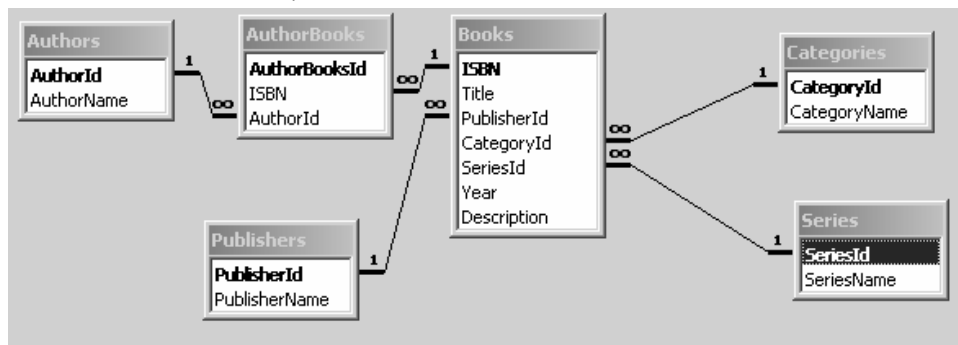 Authors
AuthorId
AuthorName
1
∞
AuthorBooks
AuthorBooksId
ISBN
AuthorId
∞
1
∞
Books
ISBN
Title
PublisherId
CategoryId
SeriesId
Year
Description
∞
∞
1
Categories
CategoryId
CategoryName
Publishers
PublisherId
PublisherName
1
1
Series
SeriesId
SeriesName